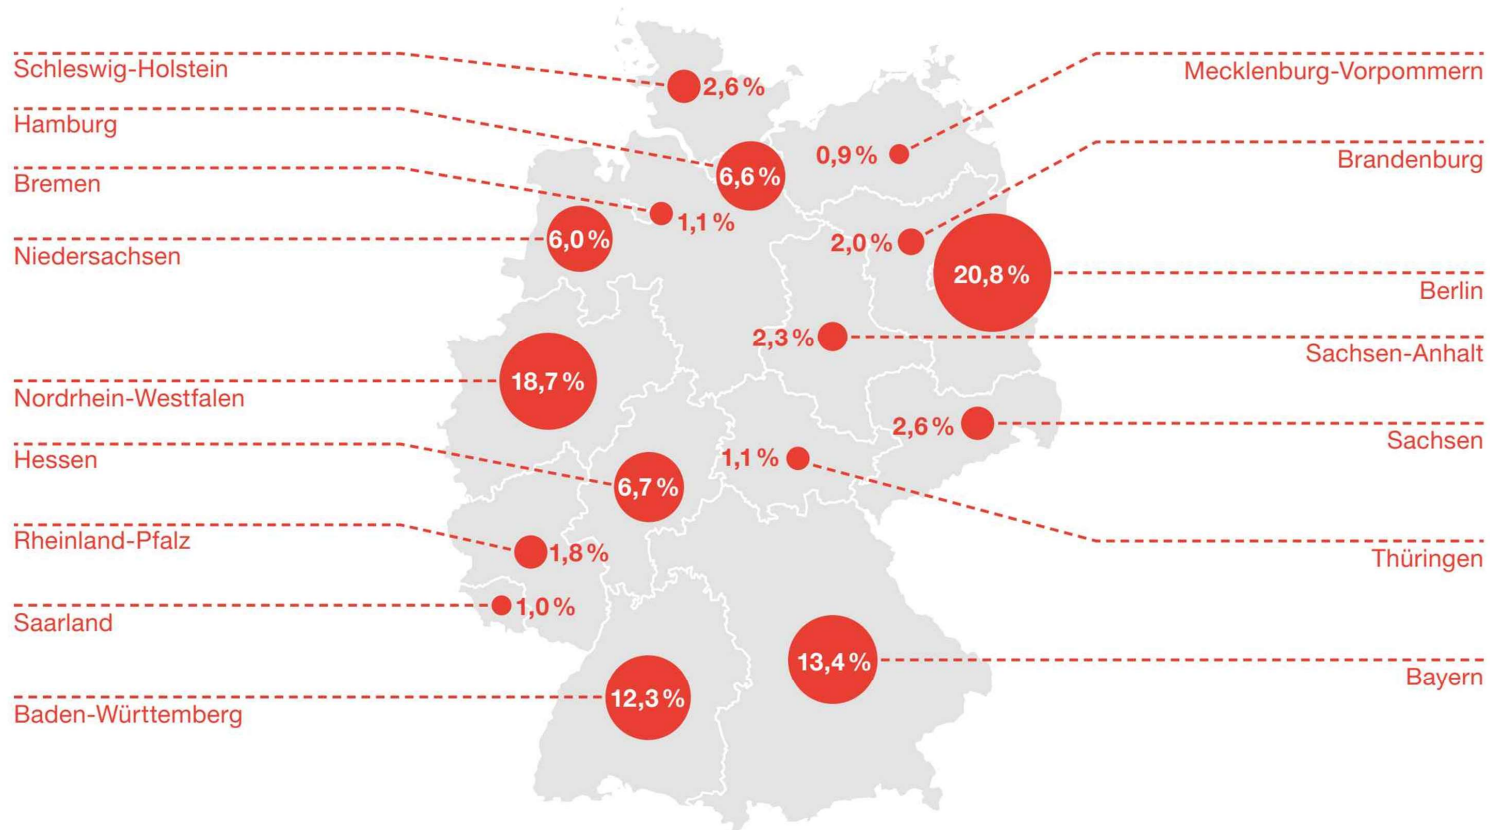 Schleswig-Holstein
2,6 %
Hamburg
6,6 %
Bremen
1,1 %
Niedersachsen
6,0 %
Nordrhein-Westfalen
18,7 %
Hessen
6,7 %
Rheinland-Pfalz
1,8 %
Saarland
1,0 %
Baden-Württemberg
12,3 %
Mecklenburg-Vorpommern
0,9 %
Brandenburg
2,0 %
Berlin
20,8 %
Sachsen-Anhalt
2,3 %
Sachsen
2,6 %
Thüringen
1,1 %
Bayern
13,4 %